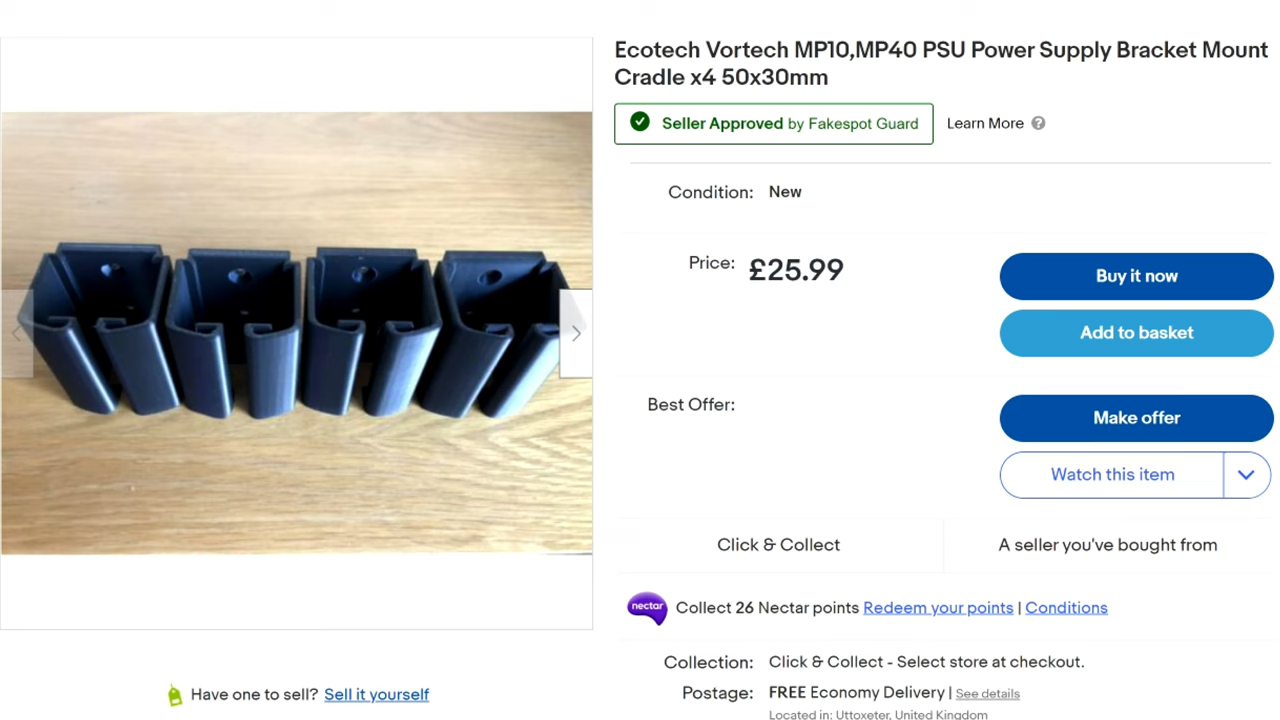 Ecotech Vortech MP10,MP40 PSU Power Supply Bracket Mount
Cradle x4 50x30mm
Seller Approved by Fakespot Guard
Learn More ?
Condition: New
Price: £25.99
Buy it now
Add to basket
Best Offer:
Make offer
Watch this item
Click & Collect
A seller you've bought from
nectar Collect 26 Nectar points Redeem your points | Conditions
Collection: Click & Collect - Select store at checkout.
Postage: FREE Economy Delivery | See details
Located in: Uttoxeter, United Kingdom
Have one to sell? Sell it yourself